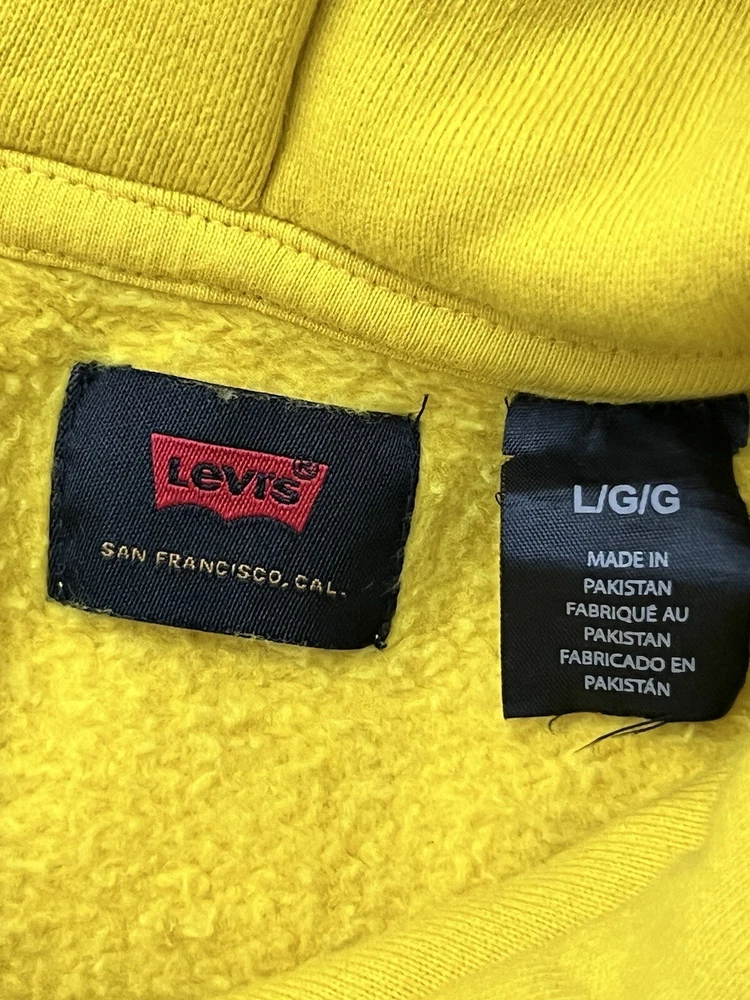 Levi's®
SAN FRANCISCO, CAL.
L/G/G
MADE IN
PAKISTAN
FABRIQUÉ AU
PAKISTAN
FABRICADO EN
PAKISTÁN